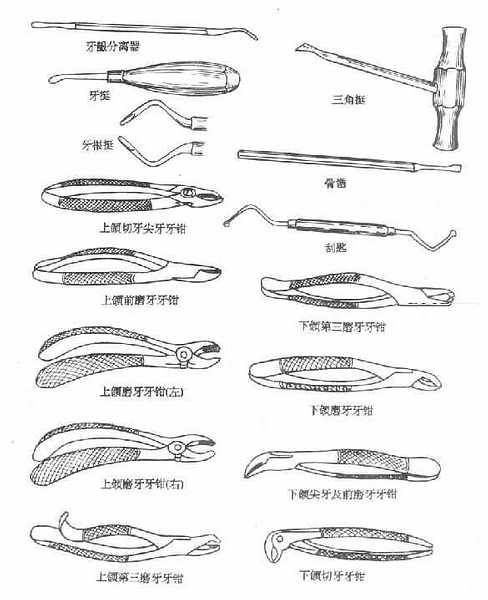 牙龈分离器
牙挺
牙根挺
上颌切牙尖牙牙钳
上颌前磨牙牙钳
上颌磨牙牙钳(左)
上颌磨牙牙钳(右)
上颌第三磨牙牙钳
三角挺
骨凿
刮匙
下颌第三磨牙牙钳
下颌磨牙牙钳
下颌尖牙及前磨牙牙钳
下颌切牙牙钳